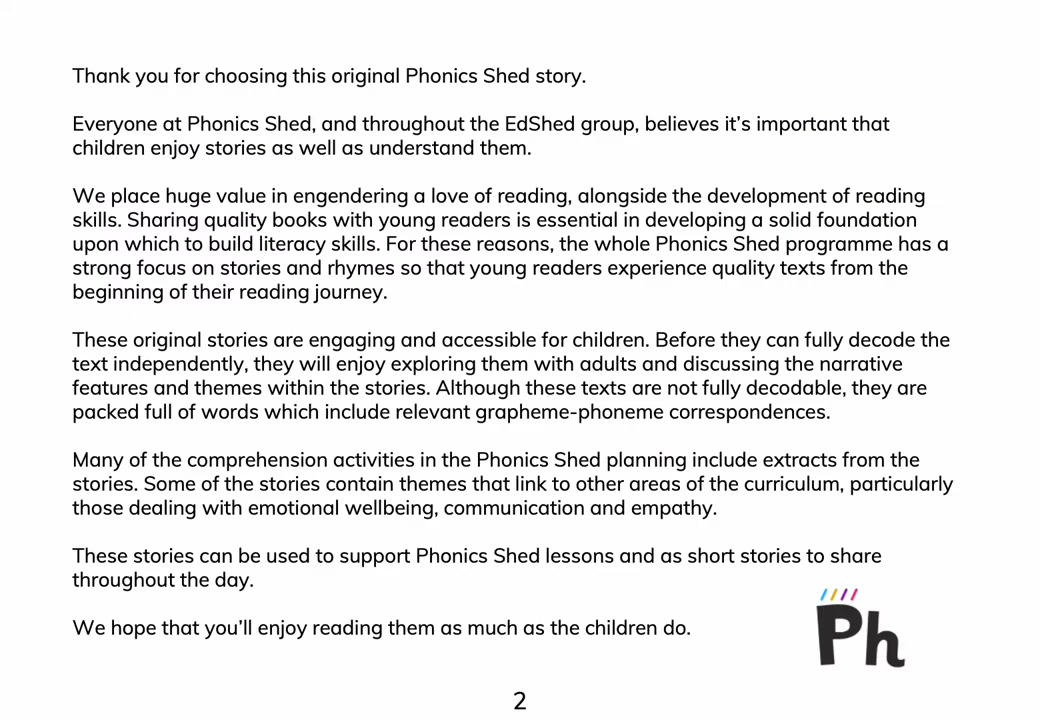 Thank you for choosing this original Phonics Shed story.
Everyone at Phonics Shed, and throughout the EdShed group, believes it's important that
children enjoy stories as well as understand them.
We place huge value in engendering a love of reading, alongside the development of reading
skills. Sharing quality books with young readers is essential in developing a solid foundation
upon which to build literacy skills. For these reasons, the whole Phonics Shed programme has a
strong focus on stories and rhymes so that young readers experience quality texts from the
beginning of their reading journey.
These original stories are engaging and accessible for children. Before they can fully decode the
text independently, they will enjoy exploring them with adults and discussing the narrative
features and themes within the stories. Although these texts are not fully decodable, they are
packed full of words which include relevant grapheme-phoneme correspondences.
Many of the comprehension activities in the Phonics Shed planning include extracts from the
stories. Some of the stories contain themes that link to other areas of the curriculum, particularly
those dealing with emotional wellbeing, communication and empathy.
These stories can be used to support Phonics Shed lessons and as short stories to share
throughout the day.
We hope that you'll enjoy reading them as much as the children do.
Ph
2